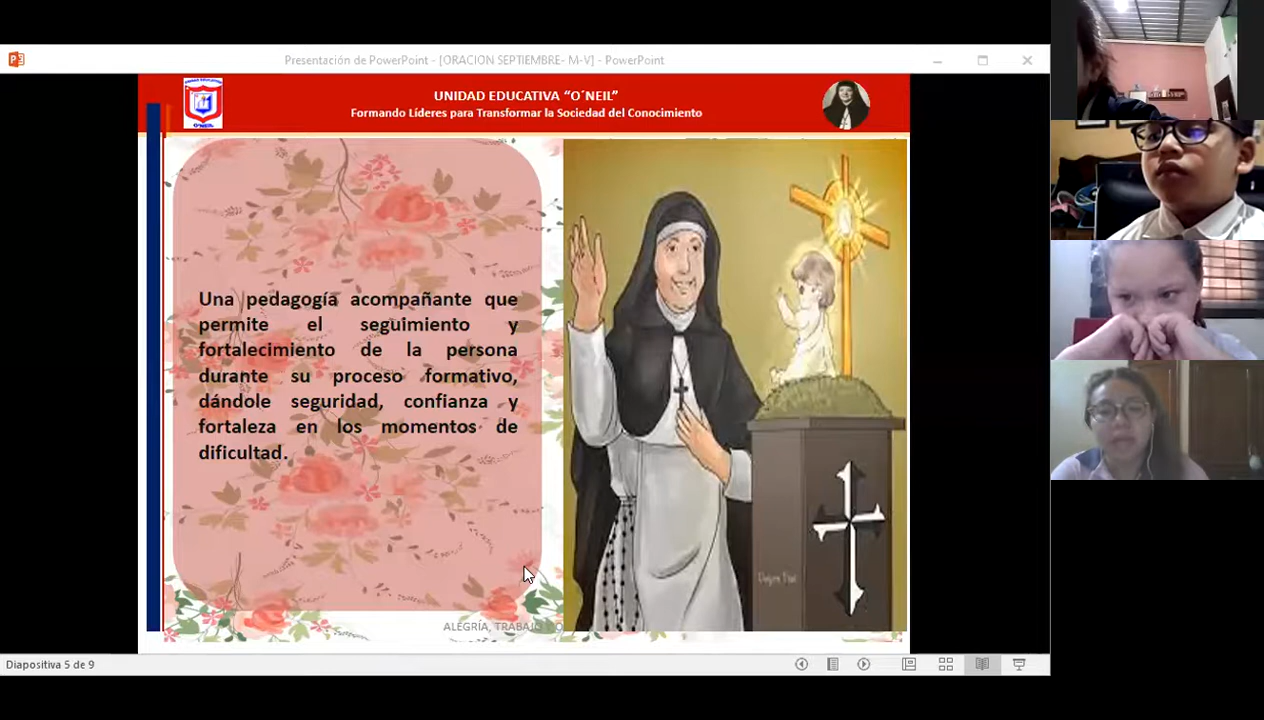 Presentación de PowerPoint - [ORACION SEPTIEMBRE- M-V] - PowerPoint
UNIDAD EDUCATIVA “O´NEIL”
Formando Líderes para Transformar la Sociedad del Conocimiento
O´NEIL
Una pedagogía acompañante que
permite el seguimiento y
fortalecimiento de la persona
durante su proceso formativo,
dándole seguridad, confianza y
fortaleza en los momentos de
dificultad.
ALEGRÍA, TRABAJO
Diapositiva 5 de 9